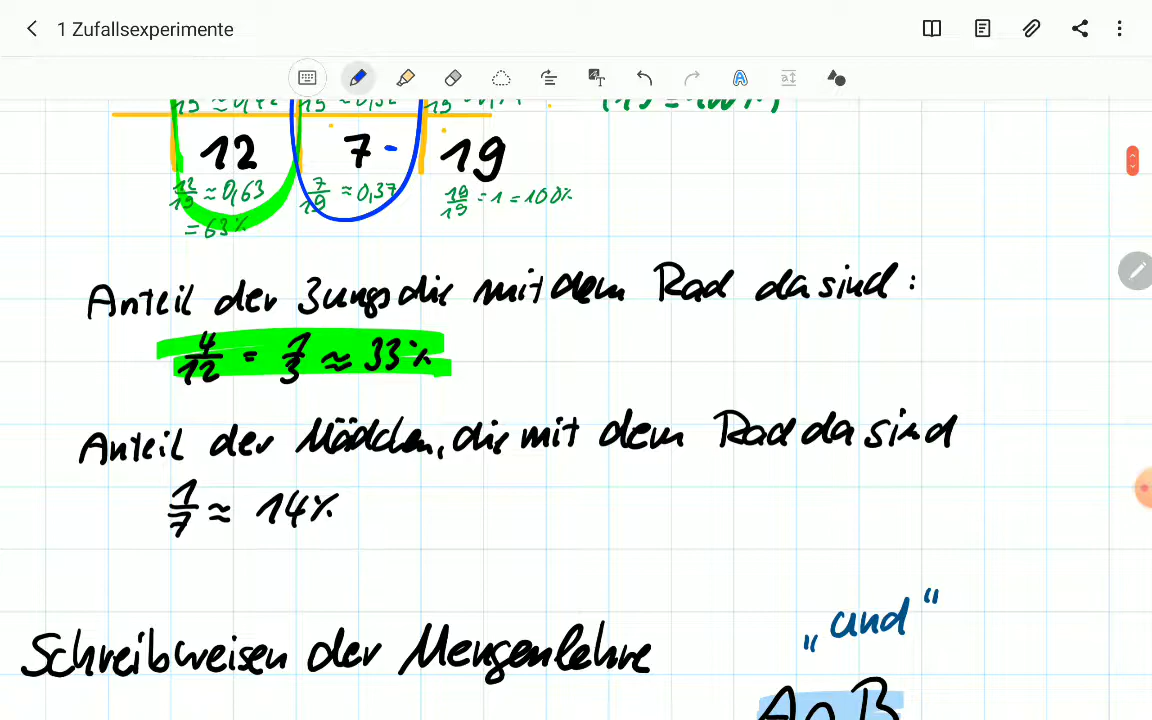 1 Zufallsexperimente
12 7 - 19
12/19 ≈ 0,63 7/19 ≈ 0,37 19/19 = 1 = 100%
= 63%
Anteil der Jungs die mit dem Rad da sind :
4/12 = 1/3 ≈ 33%
Anteil der Mädchen, die mit dem Rad da sind
1/7 ≈ 14%
„und“
Schreibweisen der Mengenlehre
A∩B